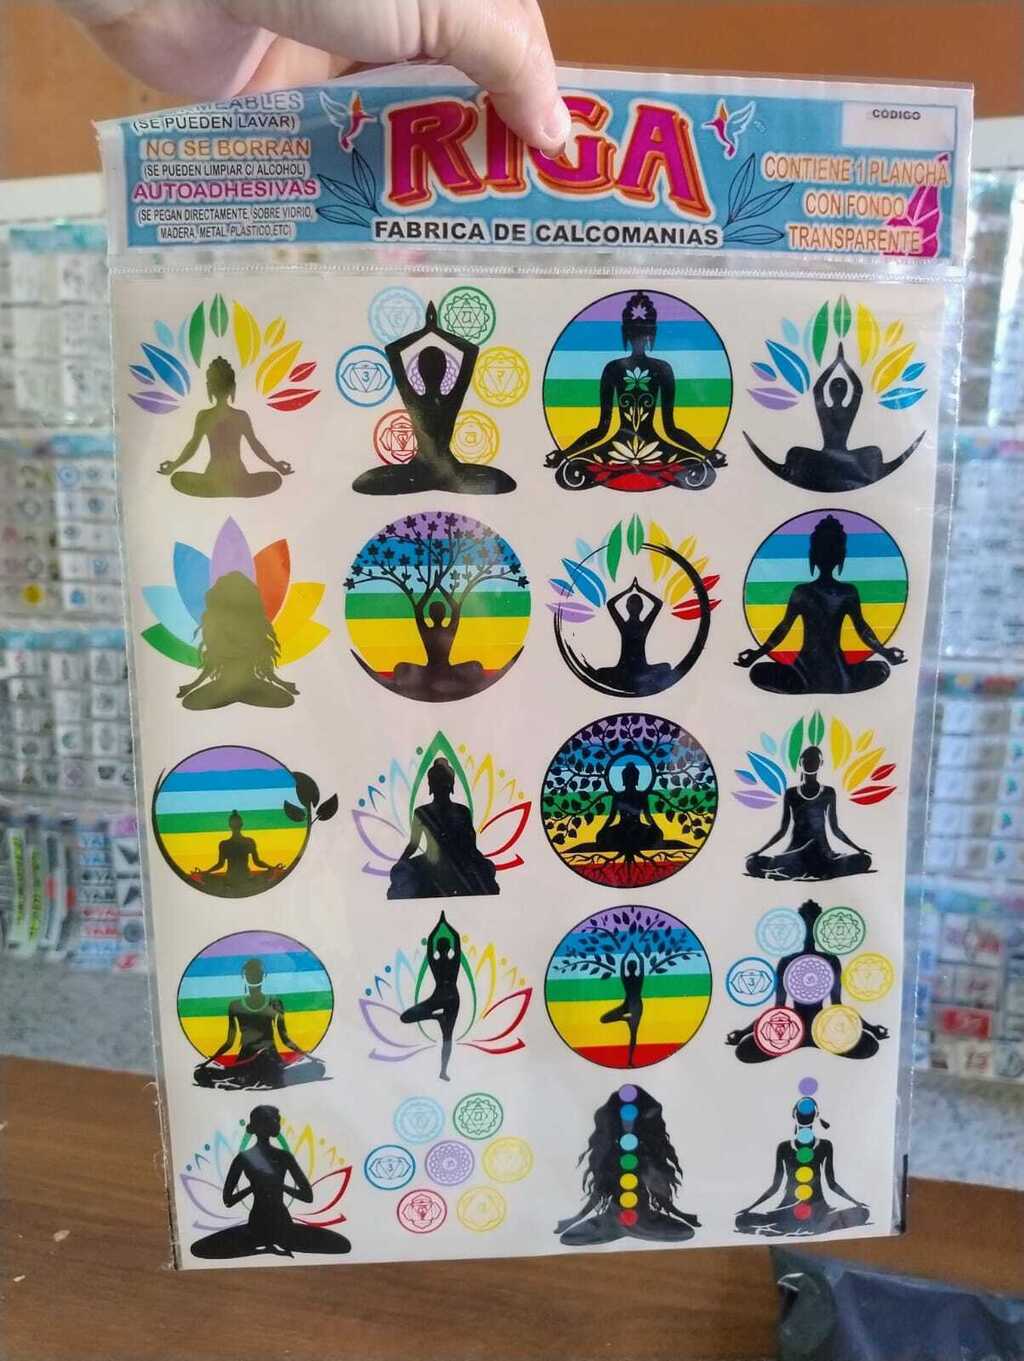 (SE PUEDEN LAVAR)
NO SE BORRAN
(SE PUEDEN LIMPIAR C/ ALCOHOL)
AUTOADHESIVAS
(SE PEGAN DIRECTAMENTE, SOBRE VIDRIO,
MADERA, METAL, PLASTICO,ETC)
RIGA
FABRICA DE CALCOMANIAS
CÓDIGO
CONTIENE 1 PLANCHA
CON FONDO
TRANSPARENTE